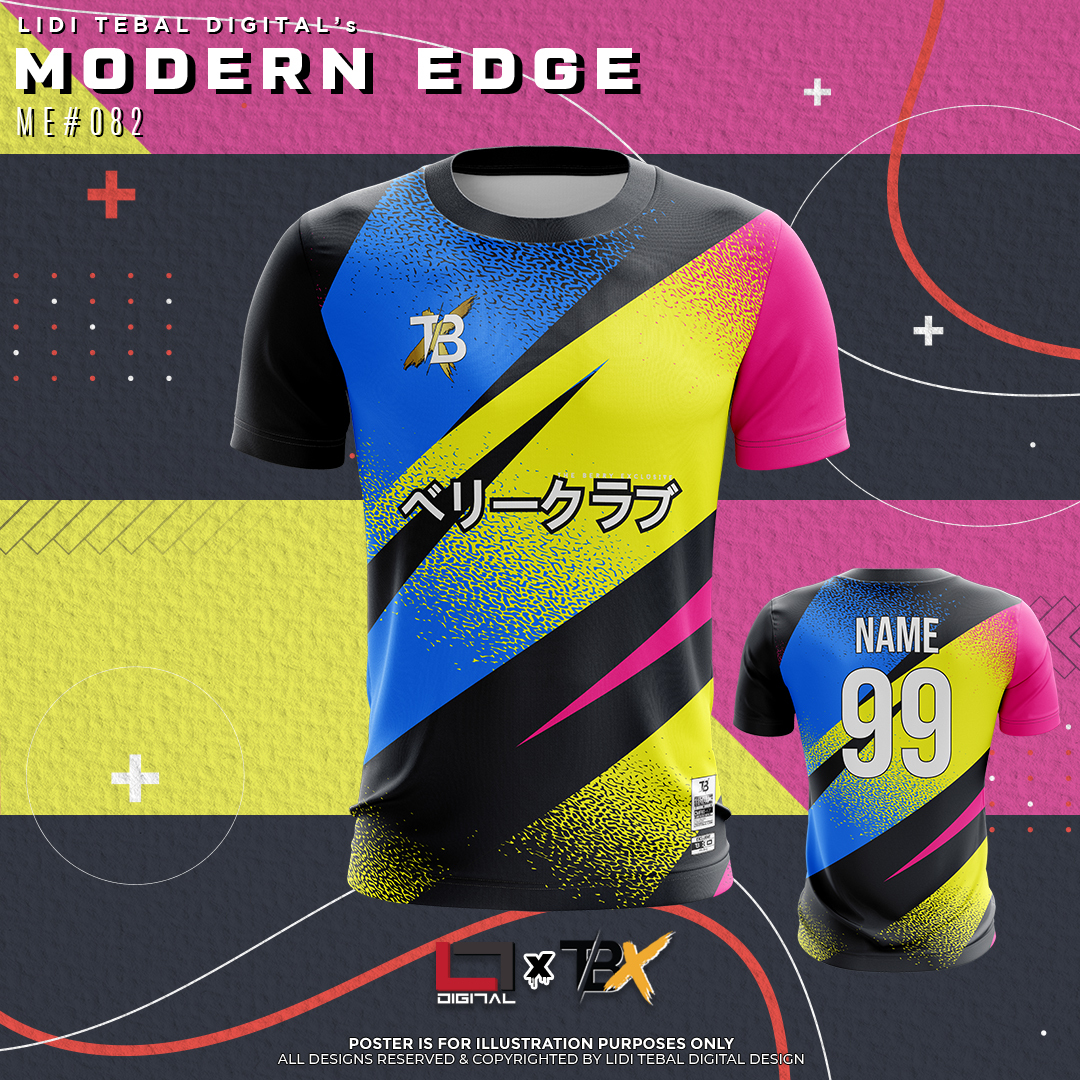 LIDI TEBAL DIGITAL's
MODERN EDGE
ME#082
TB
ベリークラブ
TB
NAME
99
DIGITAL
X
TBX
POSTER IS FOR ILLUSTRATION PURPOSES ONLY
ALL DESIGNS RESERVED & COPYRIGHTED BY LIDI TEBAL DIGITAL DESIGN